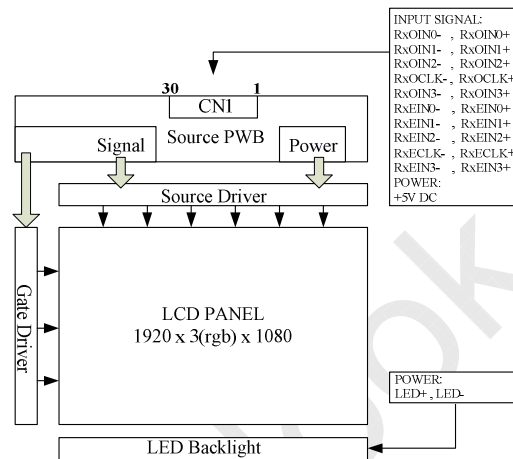 INPUT SIGNAL:
RxOIN0- , RxOIN0+
RxOIN1- , RxOIN1+
RxOIN2- , RxOIN2+
RxOCLK- , RxOCLK+
RxOIN3- , RxOIN3+
RxEIN0- , RxEIN0+
RxEIN1- , RxEIN1+
RxEIN2- , RxEIN2+
RxECLK- , RxECLK+
RxEIN3- , RxEIN3+
POWER:
+5V DC
30 1
CN1
Source PWB
Signal Power
Source Driver
Gate Driver
LCD PANEL
1920 x 3(rgb) x 1080
POWER:
LED+ , LED-
LED Backlight